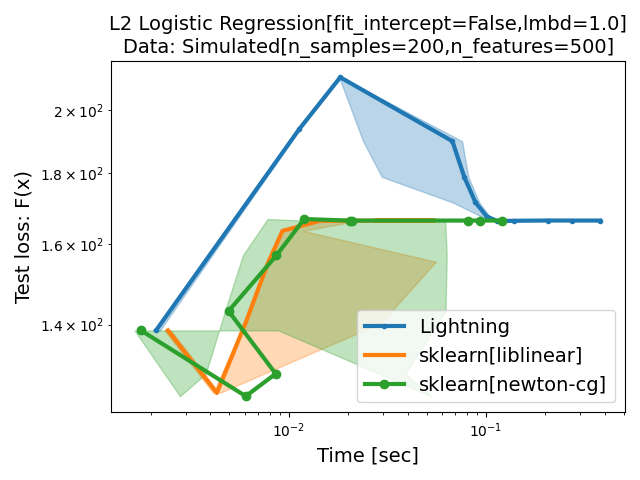 L2 Logistic Regression[fit_intercept=False,lmbd=1.0]
Data: Simulated[n_samples=200,n_features=500]
Test loss: F(x)
2 × 10²
1.8 × 10²
1.6 × 10²
1.4 × 10²
Lightning
sklearn[liblinear]
sklearn[newton-cg]
10⁻² 10⁻¹
Time [sec]